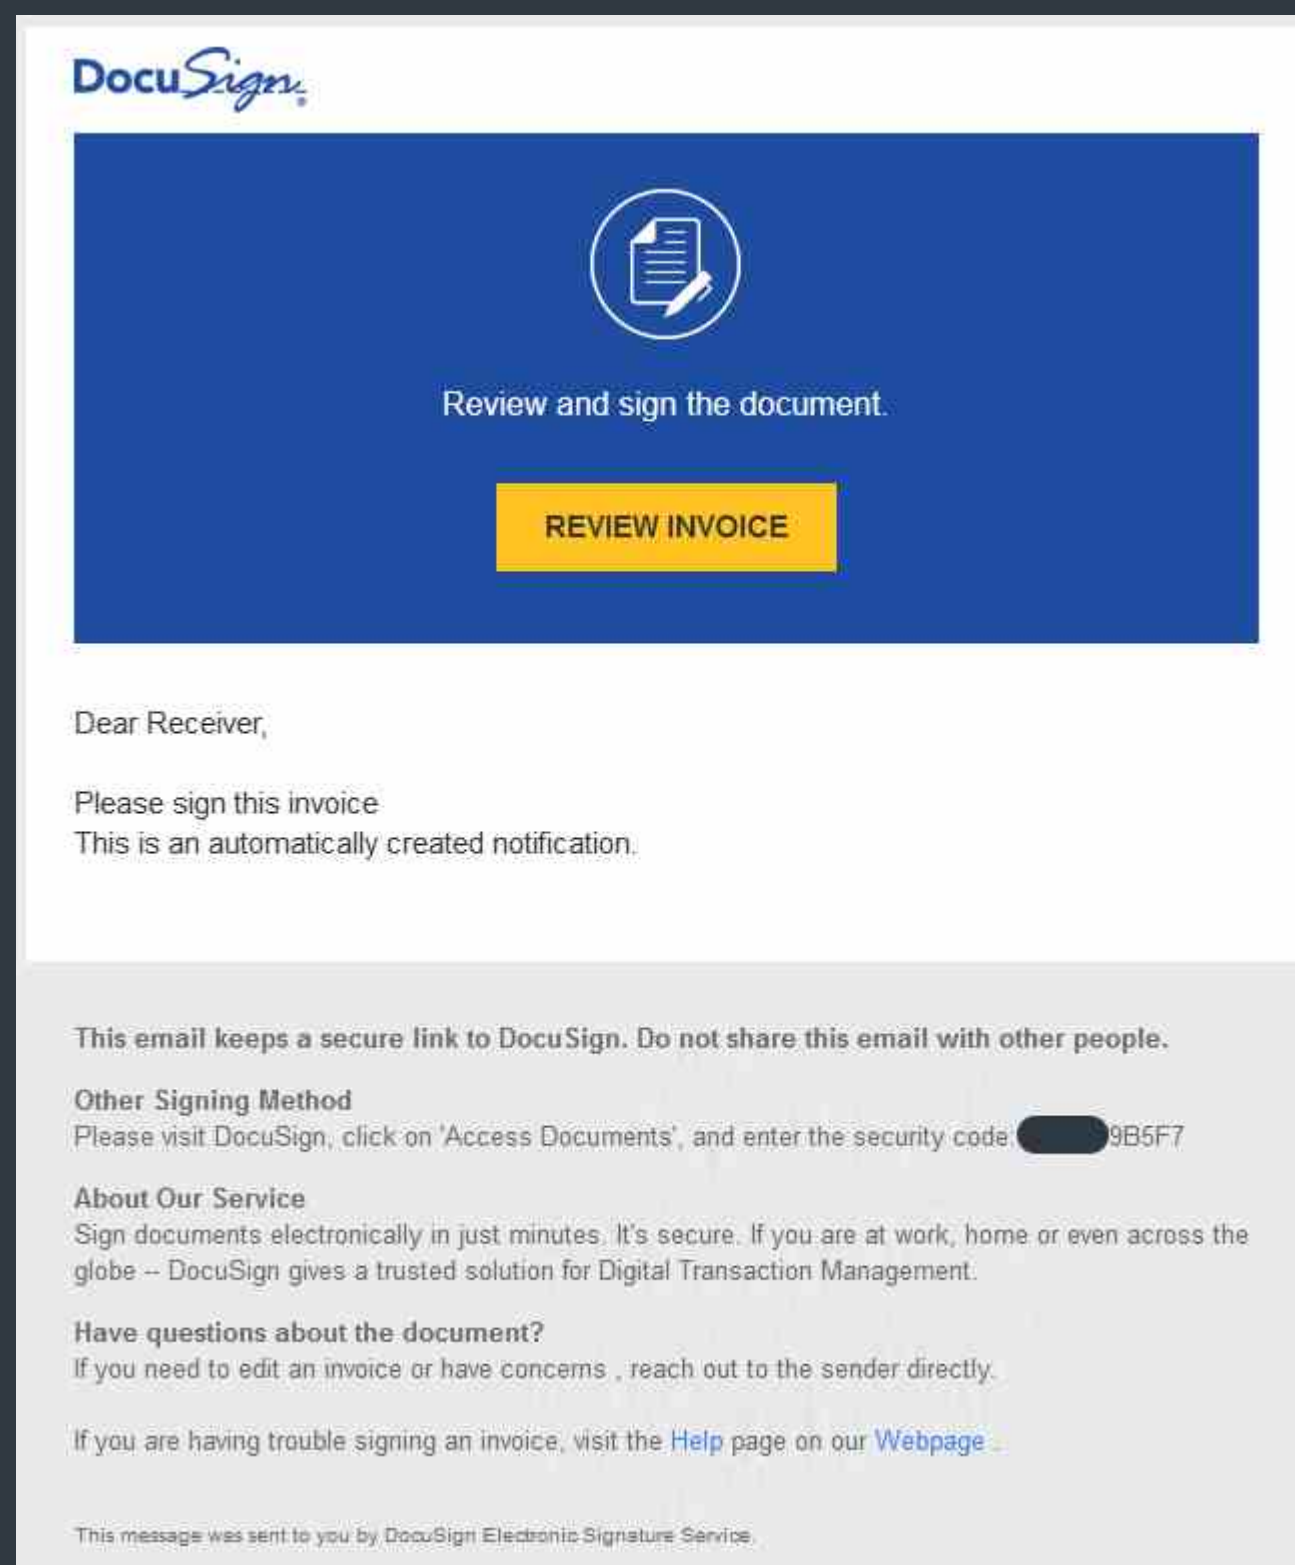 DocuSign
Review and sign the document.
REVIEW INVOICE
Dear Receiver,
Please sign this invoice
This is an automatically created notification.
This email keeps a secure link to DocuSign. Do not share this email with other people.
Other Signing Method
Please visit DocuSign, click on 'Access Documents', and enter the security code 9B5F7
About Our Service
Sign documents electronically in just minutes. It's secure. If you are at work, home or even across the
globe -- DocuSign gives a trusted solution for Digital Transaction Management.
Have questions about the document?
If you need to edit an invoice or have concerns , reach out to the sender directly.
If you are having trouble signing an invoice, visit the Help page on our Webpage .
This message was sent to you by DocuSign Electronic Signature Service.